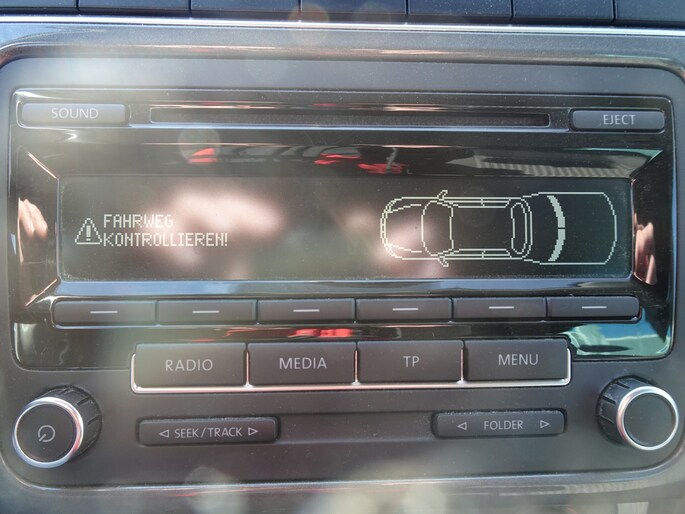 SOUND
EJECT
FAHRWEG
KONTROLLIEREN!
RADIO
MEDIA
TP
MENU
SEEK/TRACK
FOLDER